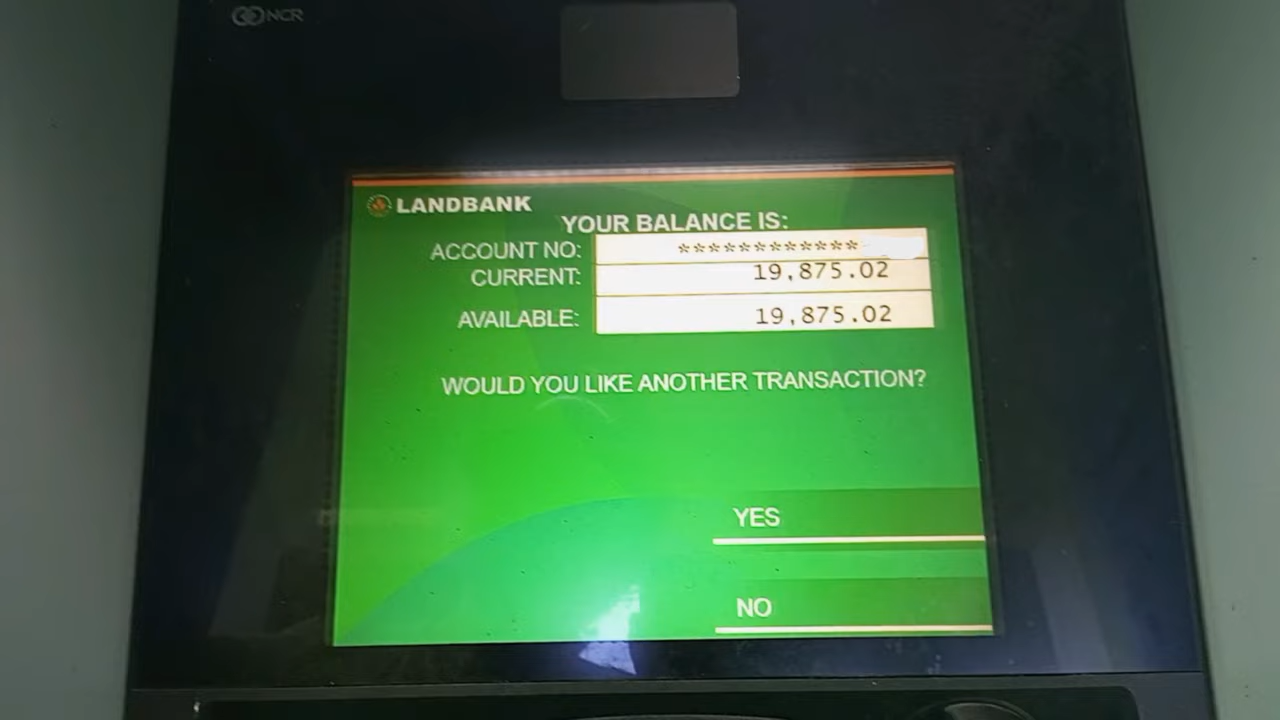 NCR
LANDBANK
YOUR BALANCE IS:
ACCOUNT NO: ************
CURRENT: 19,875.02
AVAILABLE: 19,875.02
WOULD YOU LIKE ANOTHER TRANSACTION?
YES
NO